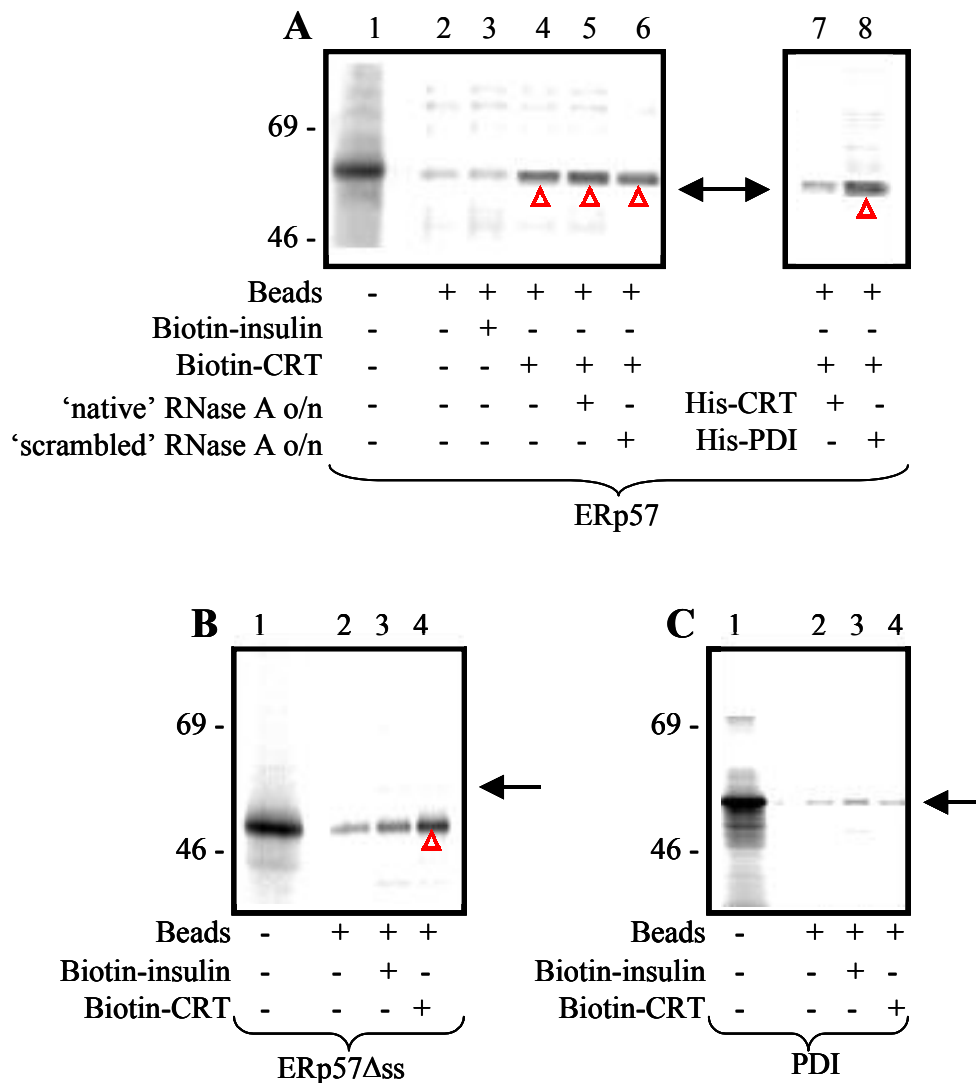 A 1 2 3 4 5 6 7 8
69 -
46 -
Beads - + + + + + + +
Biotin-insulin - - + - - - - -
Biotin-CRT - - - + + + + +
‘native’ RNase A o/n - - - - + - His-CRT + -
‘scrambled’ RNase A o/n - - - - - + His-PDI - +
ERp57
B 1 2 3 4 C 1 2 3 4
69 - 69 -
46 - 46 -
Beads - + + + Beads - + + +
Biotin-insulin - - + - Biotin-insulin - - + -
Biotin-CRT - - - + Biotin-CRT - - - +
ERp57Δss PDI